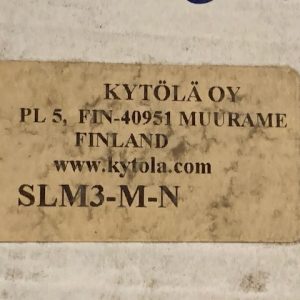 KYTÖLÄ OY
PL 5, FIN-40951 MUURAME
FINLAND
www.kytola.com
SLM3-M-N